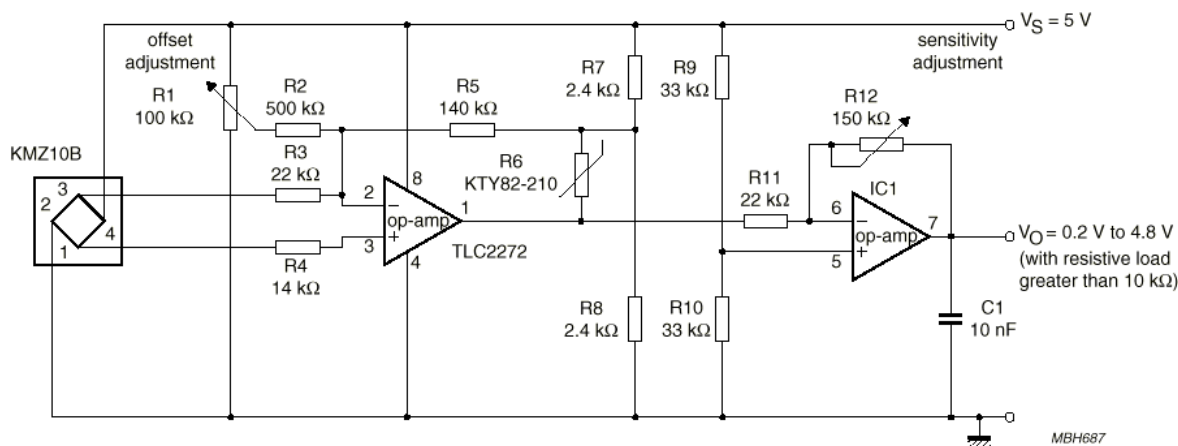 V_S = 5 V
offset
adjustment
R1
100 kΩ
R2
500 kΩ
R3
22 kΩ
R4
14 kΩ
R5
140 kΩ
R6
KTY82-210
R7
2.4 kΩ
R9
33 kΩ
sensitivity
adjustment
R12
150 kΩ
KMZ10B
3
2
1
4
2
3
8
4
1
op-amp
−
+
TLC2272
R8
2.4 kΩ
R10
33 kΩ
R11
22 kΩ
IC1
6
5
7
op-amp
−
+
V_O = 0.2 V to 4.8 V
(with resistive load
greater than 10 kΩ)
C1
10 nF
MBH687